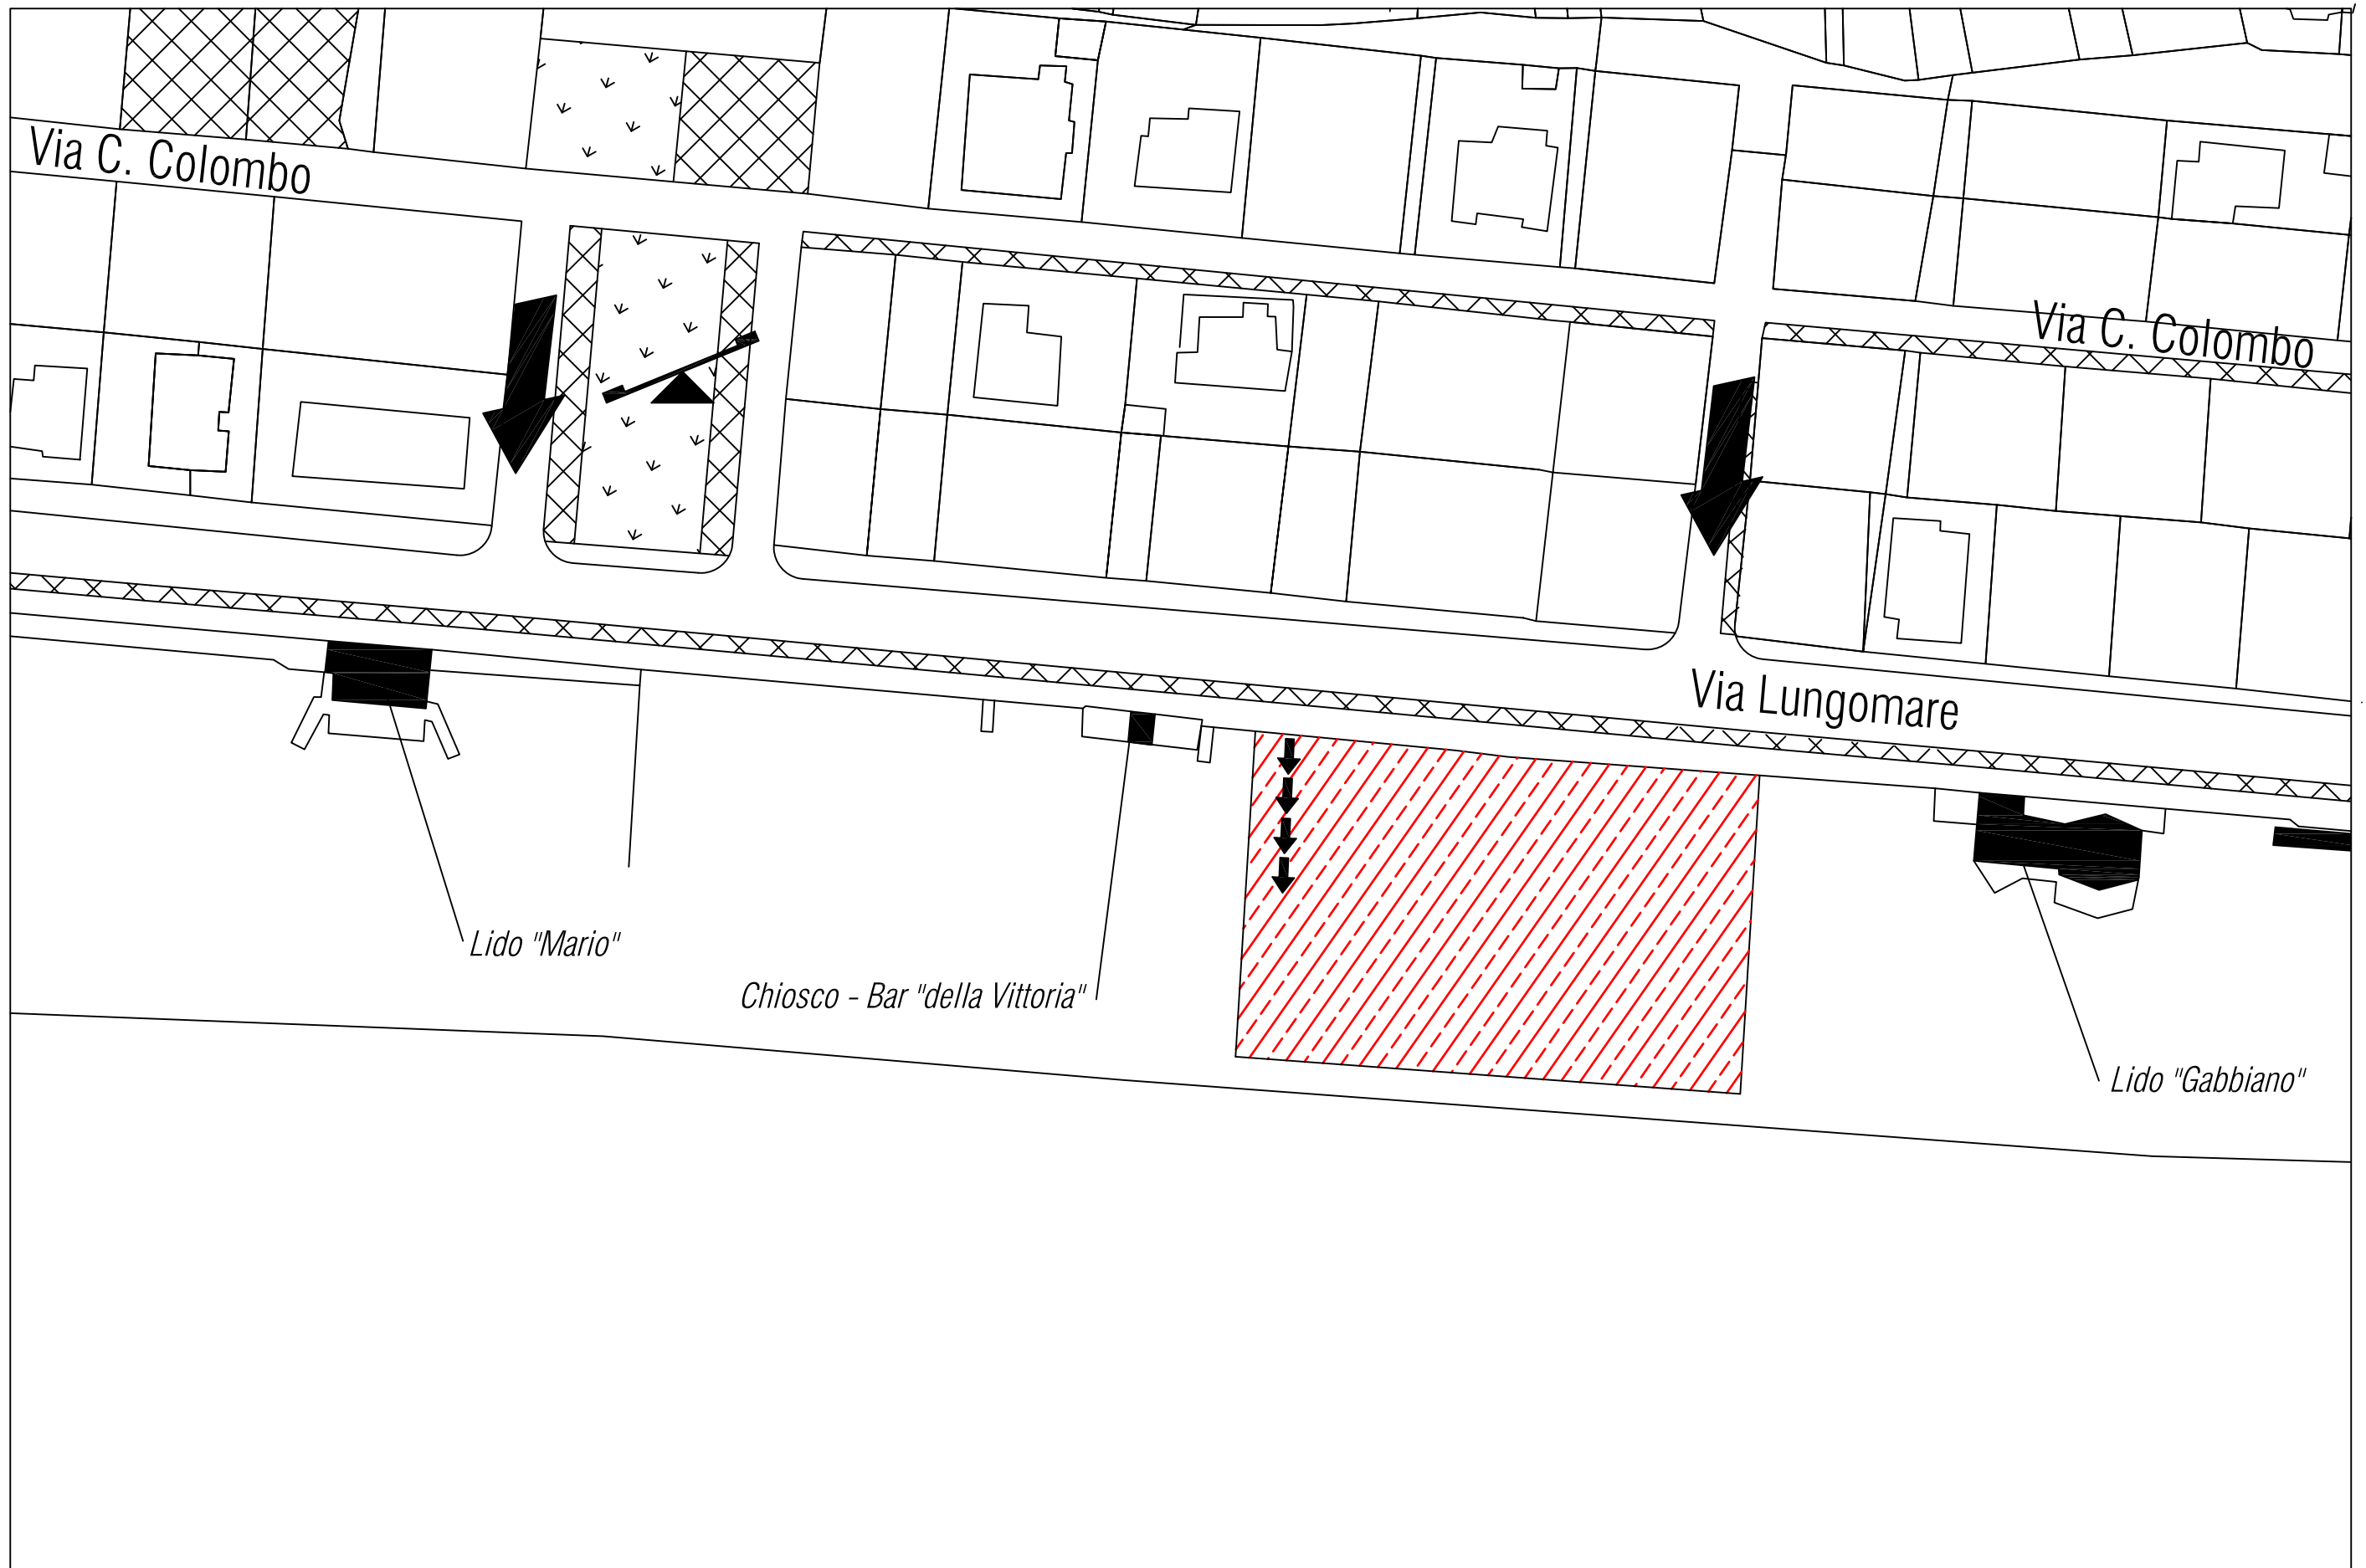 Via C. Colombo
Via C. Colombo
Via Lungomare
Lido "Mario"
Chiosco - Bar "della Vittoria"
Lido "Gabbiano"